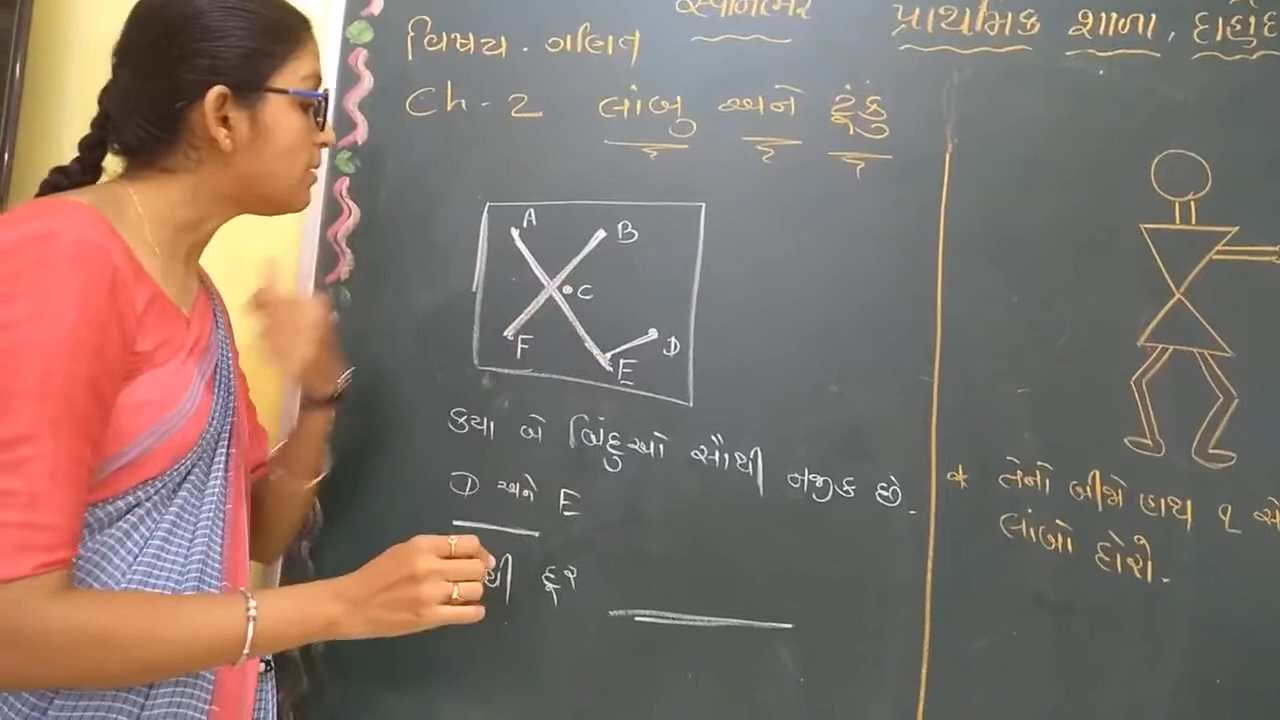 પ્રાથમિક શાળા, દાહોદ
વિષય. ગણિત
Ch - 2 લાંબુ અને ટૂંકુ
A
B
C
F
D
E
કયા બે બિંદુઓ સૌથી નજીક છે.
D અને E
થી દૂર
* તેનો બીજો હાથ ૧ સે
લાંબો દોરો.